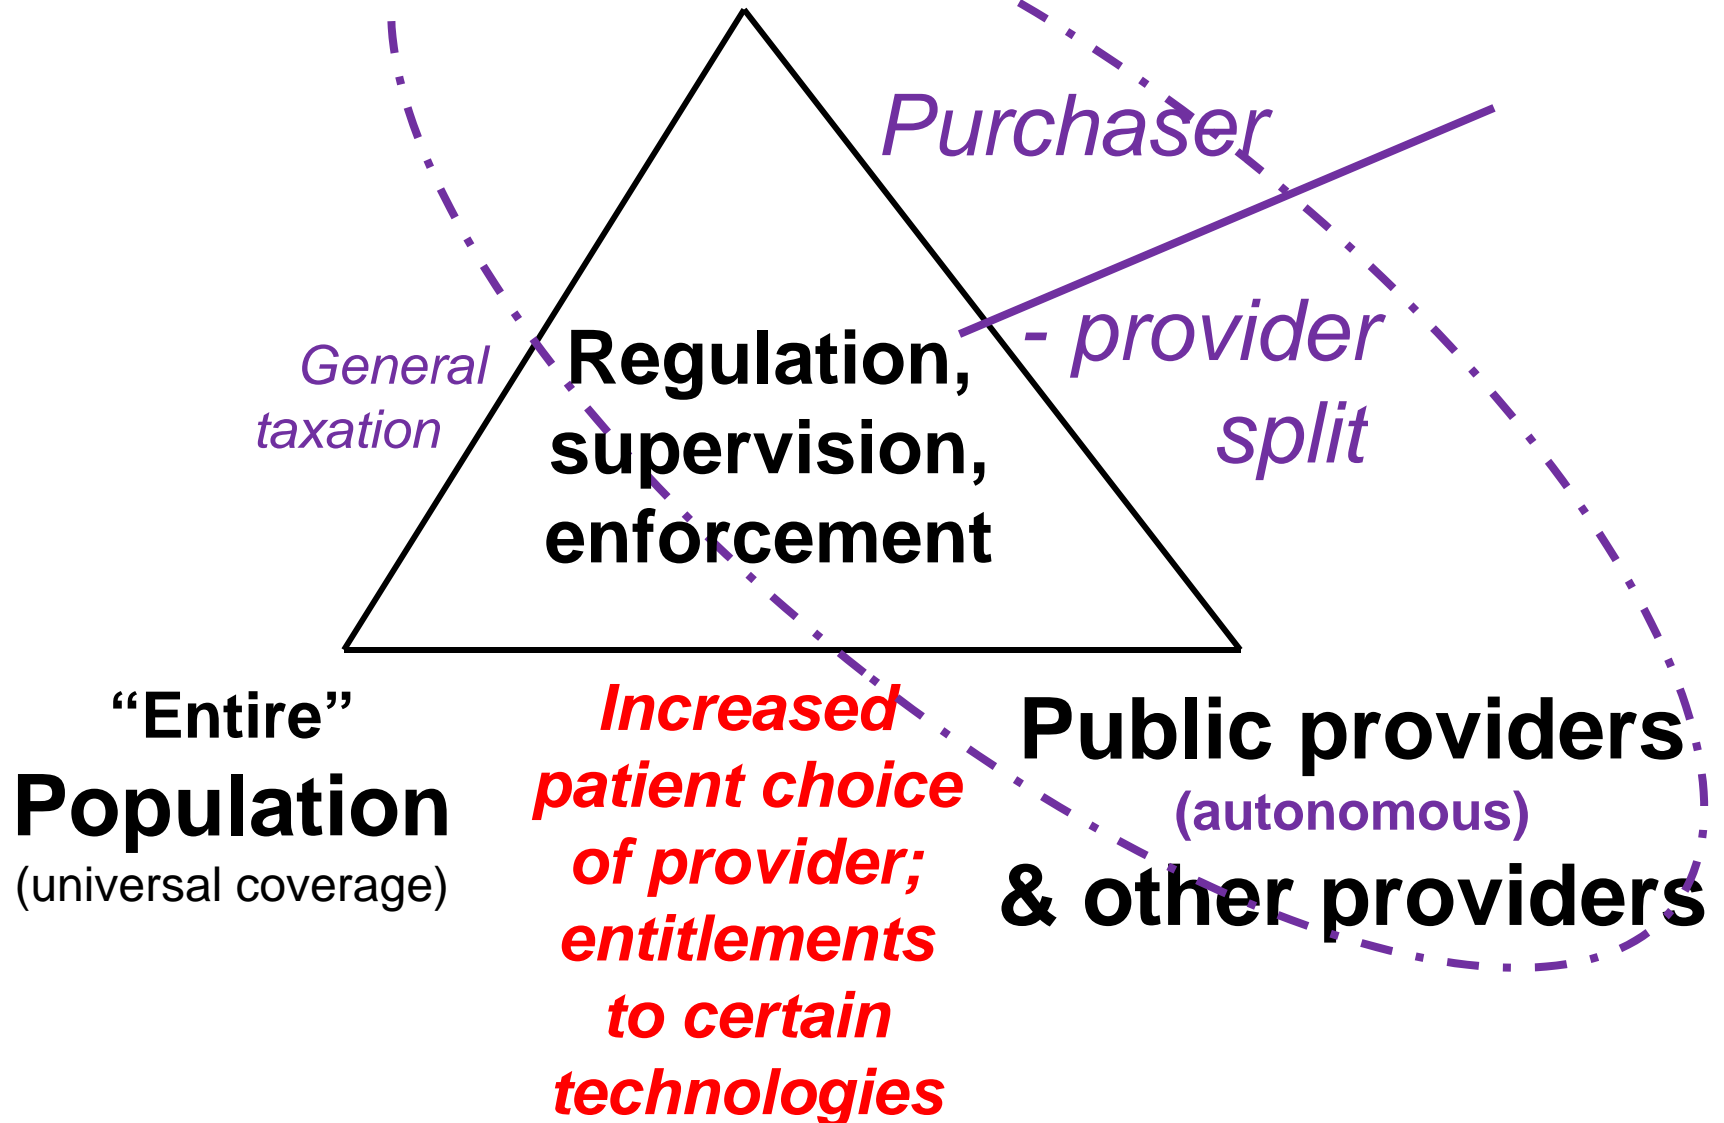 Purchaser
- provider
split
General
taxation
Regulation,
supervision,
enforcement
“Entire”
Population
(universal coverage)
Increased
patient choice
of provider;
entitlements
to certain
technologies
Public providers
(autonomous)
& other providers